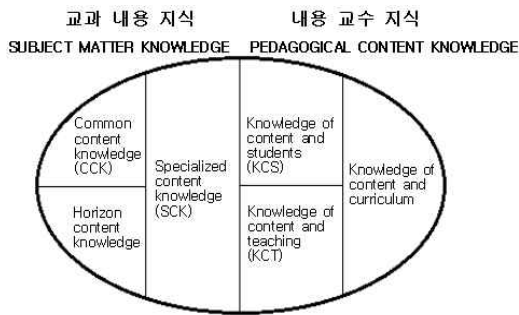 교과 내용 지식
SUBJECT MATTER KNOWLEDGE
내용 교수 지식
PEDAGOGICAL CONTENT KNOWLEDGE
Common
content
knowledge
(CCK)
Horizon
content
knowledge
Specialized
content
knowledge
(SCK)
Knowledge of
content and
students
(KCS)
Knowledge of
content and
teaching
(KCT)
Knowledge of
content and
curriculum